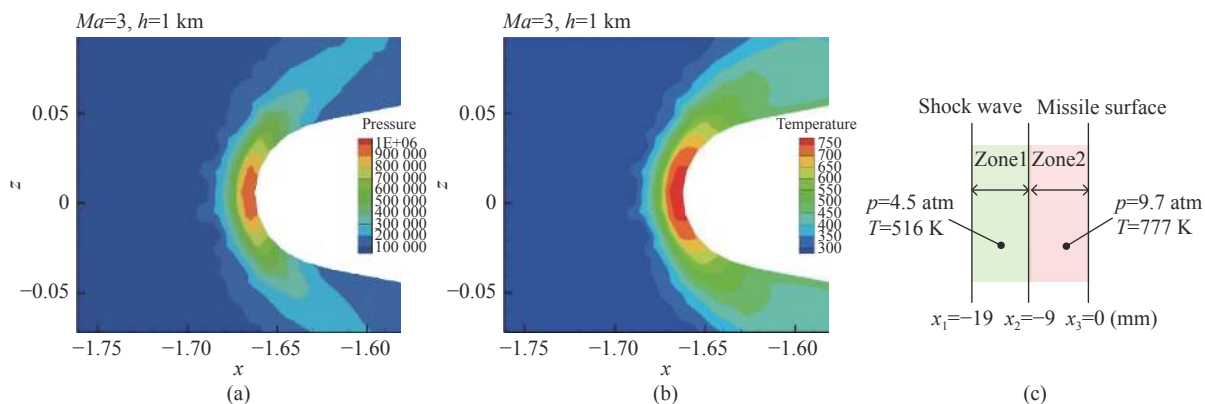 Ma=3, h=1 km
0.05
0
−0.05
z
−1.75
−1.70
−1.65
−1.60
x
Pressure
1E+06
900 000
800 000
700 000
600 000
500 000
400 000
300 000
200 000
100 000
(a)
Ma=3, h=1 km
0.05
0
−0.05
z
−1.75
−1.70
−1.65
−1.60
x
Temperature
750
700
650
600
550
500
450
400
350
300
(b)
Shock wave
Missile surface
Zone1
Zone2
p=4.5 atm
T=516 K
p=9.7 atm
T=777 K
x₁=−19 x₂=−9 x₃=0 (mm)
(c)